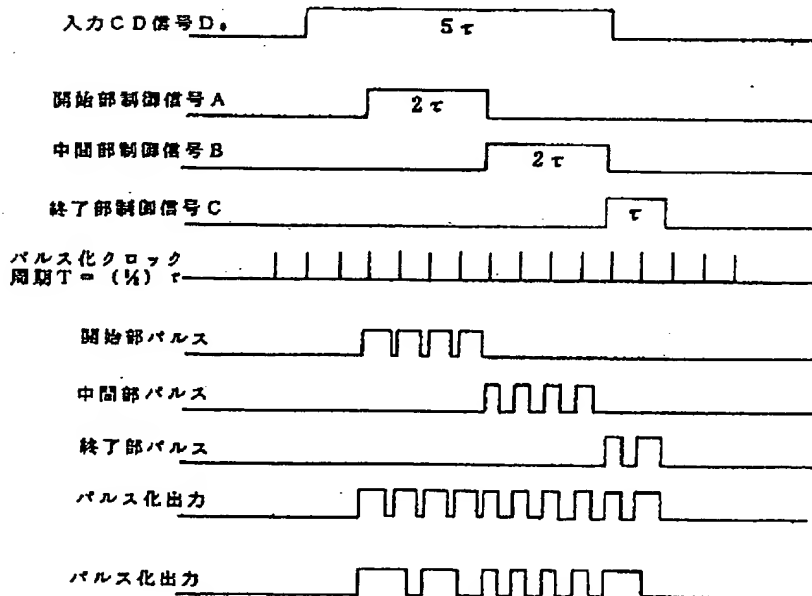 入力CD信号D。
5τ
開始部制御信号A
2τ
中間部制御信号B
2τ
終了部制御信号C
τ
パルス化クロック
周期T=(½)τ
開始部パルス
中間部パルス
終了部パルス
パルス化出力
パルス化出力